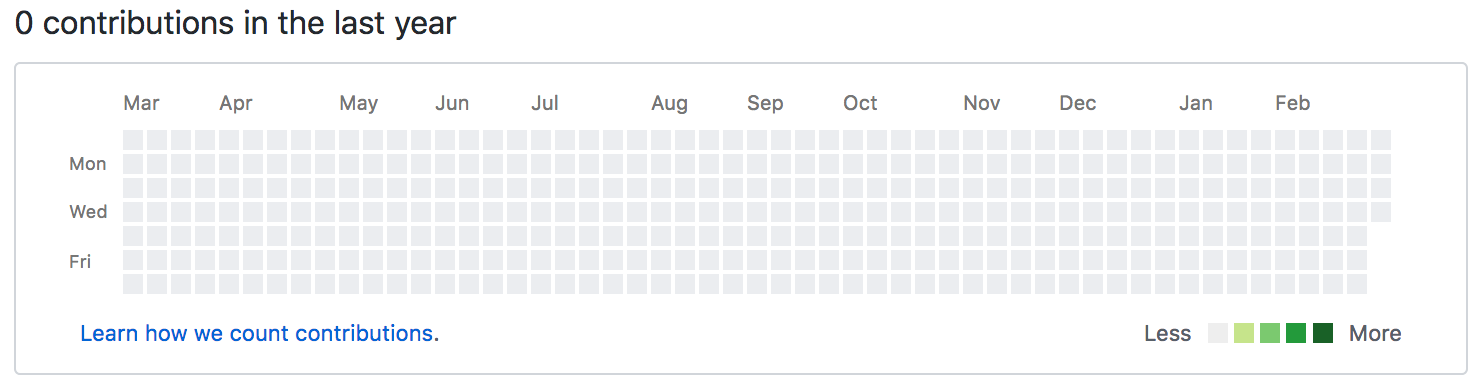 0 contributions in the last year
Mar Apr May Jun Jul Aug Sep Oct Nov Dec Jan Feb
Mon
Wed
Fri
Learn how we count contributions. Less More